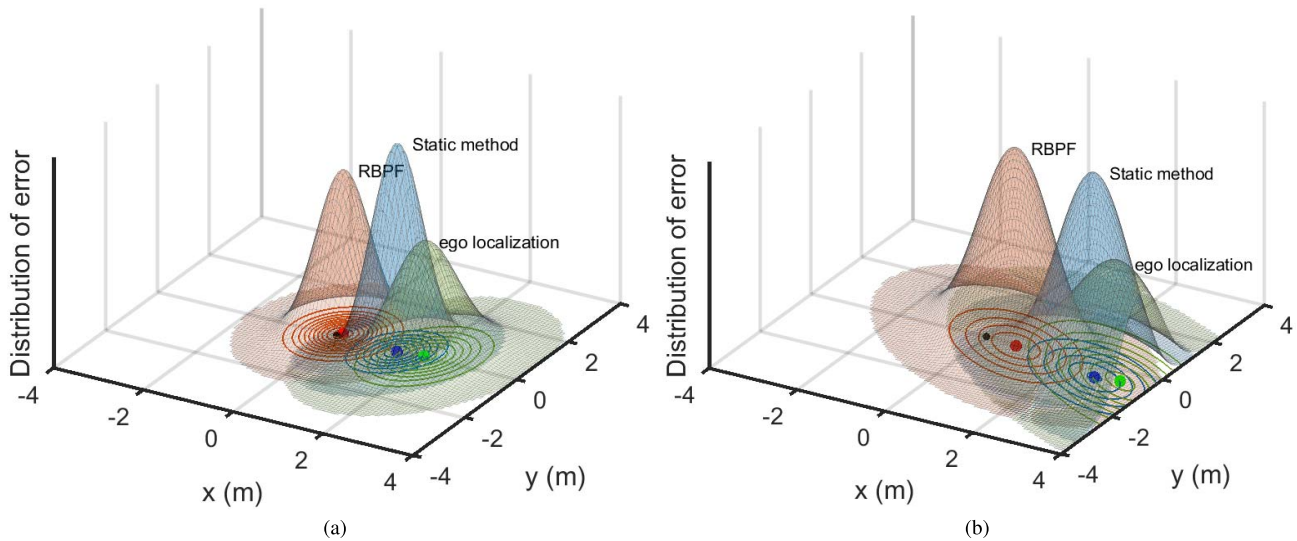 Static method
RBPF
ego localization
Distribution of error
4
2
0
-2
-4
-4
-2
0
2
4
x (m)
y (m)
(a)
RBPF
Static method
ego localization
Distribution of error
4
2
0
-2
-4
-4
-2
0
2
4
x (m)
y (m)
(b)